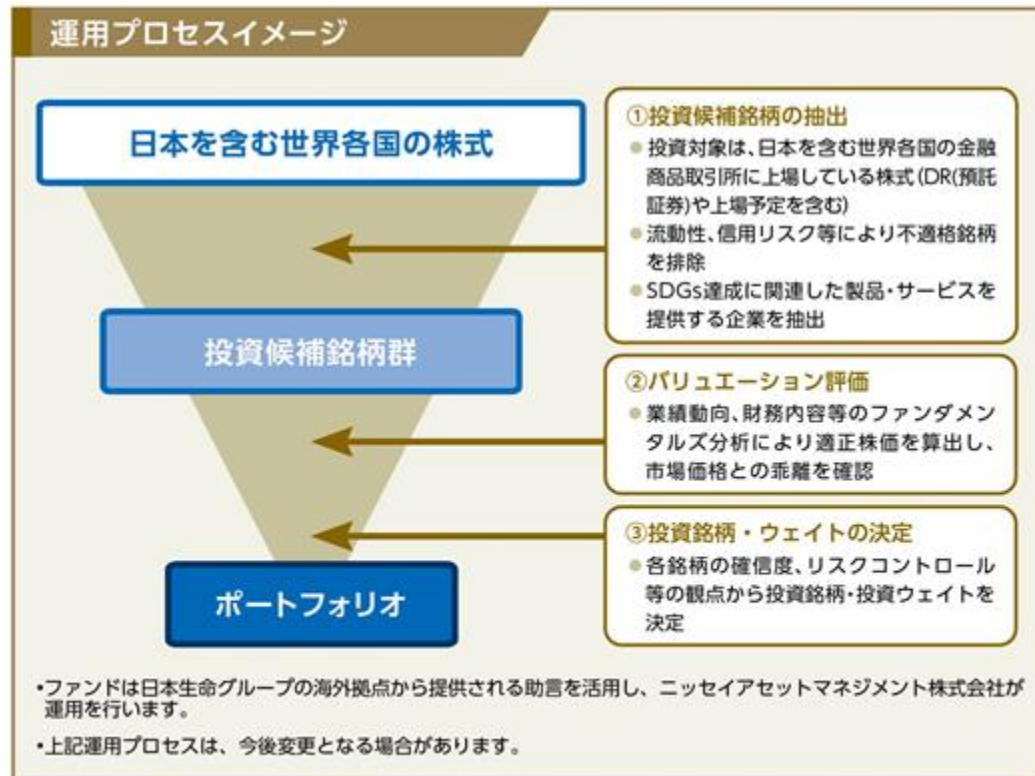 運用プロセスイメージ
日本を含む世界各国の株式
①投資候補銘柄の抽出
●投資対象は、日本を含む世界各国の金融
商品取引所に上場している株式(DR(預託
証券)や上場予定を含む)
●流動性、信用リスク等により不適格銘柄
を排除
●SDGs達成に関連した製品・サービスを
提供する企業を抽出
投資候補銘柄群
②バリュエーション評価
●業績動向、財務内容等のファンダメン
タルズ分析により適正株価を算出し、
市場価格との乖離を確認
③投資銘柄・ウェイトの決定
●各銘柄の確信度、リスクコントロール
等の観点から投資銘柄・投資ウェイトを
決定
ポートフォリオ
・ファンドは日本生命グループの海外拠点から提供される助言を活用し、ニッセイアセットマネジメント株式会社が
運用を行います。
・上記運用プロセスは、今後変更となる場合があります。